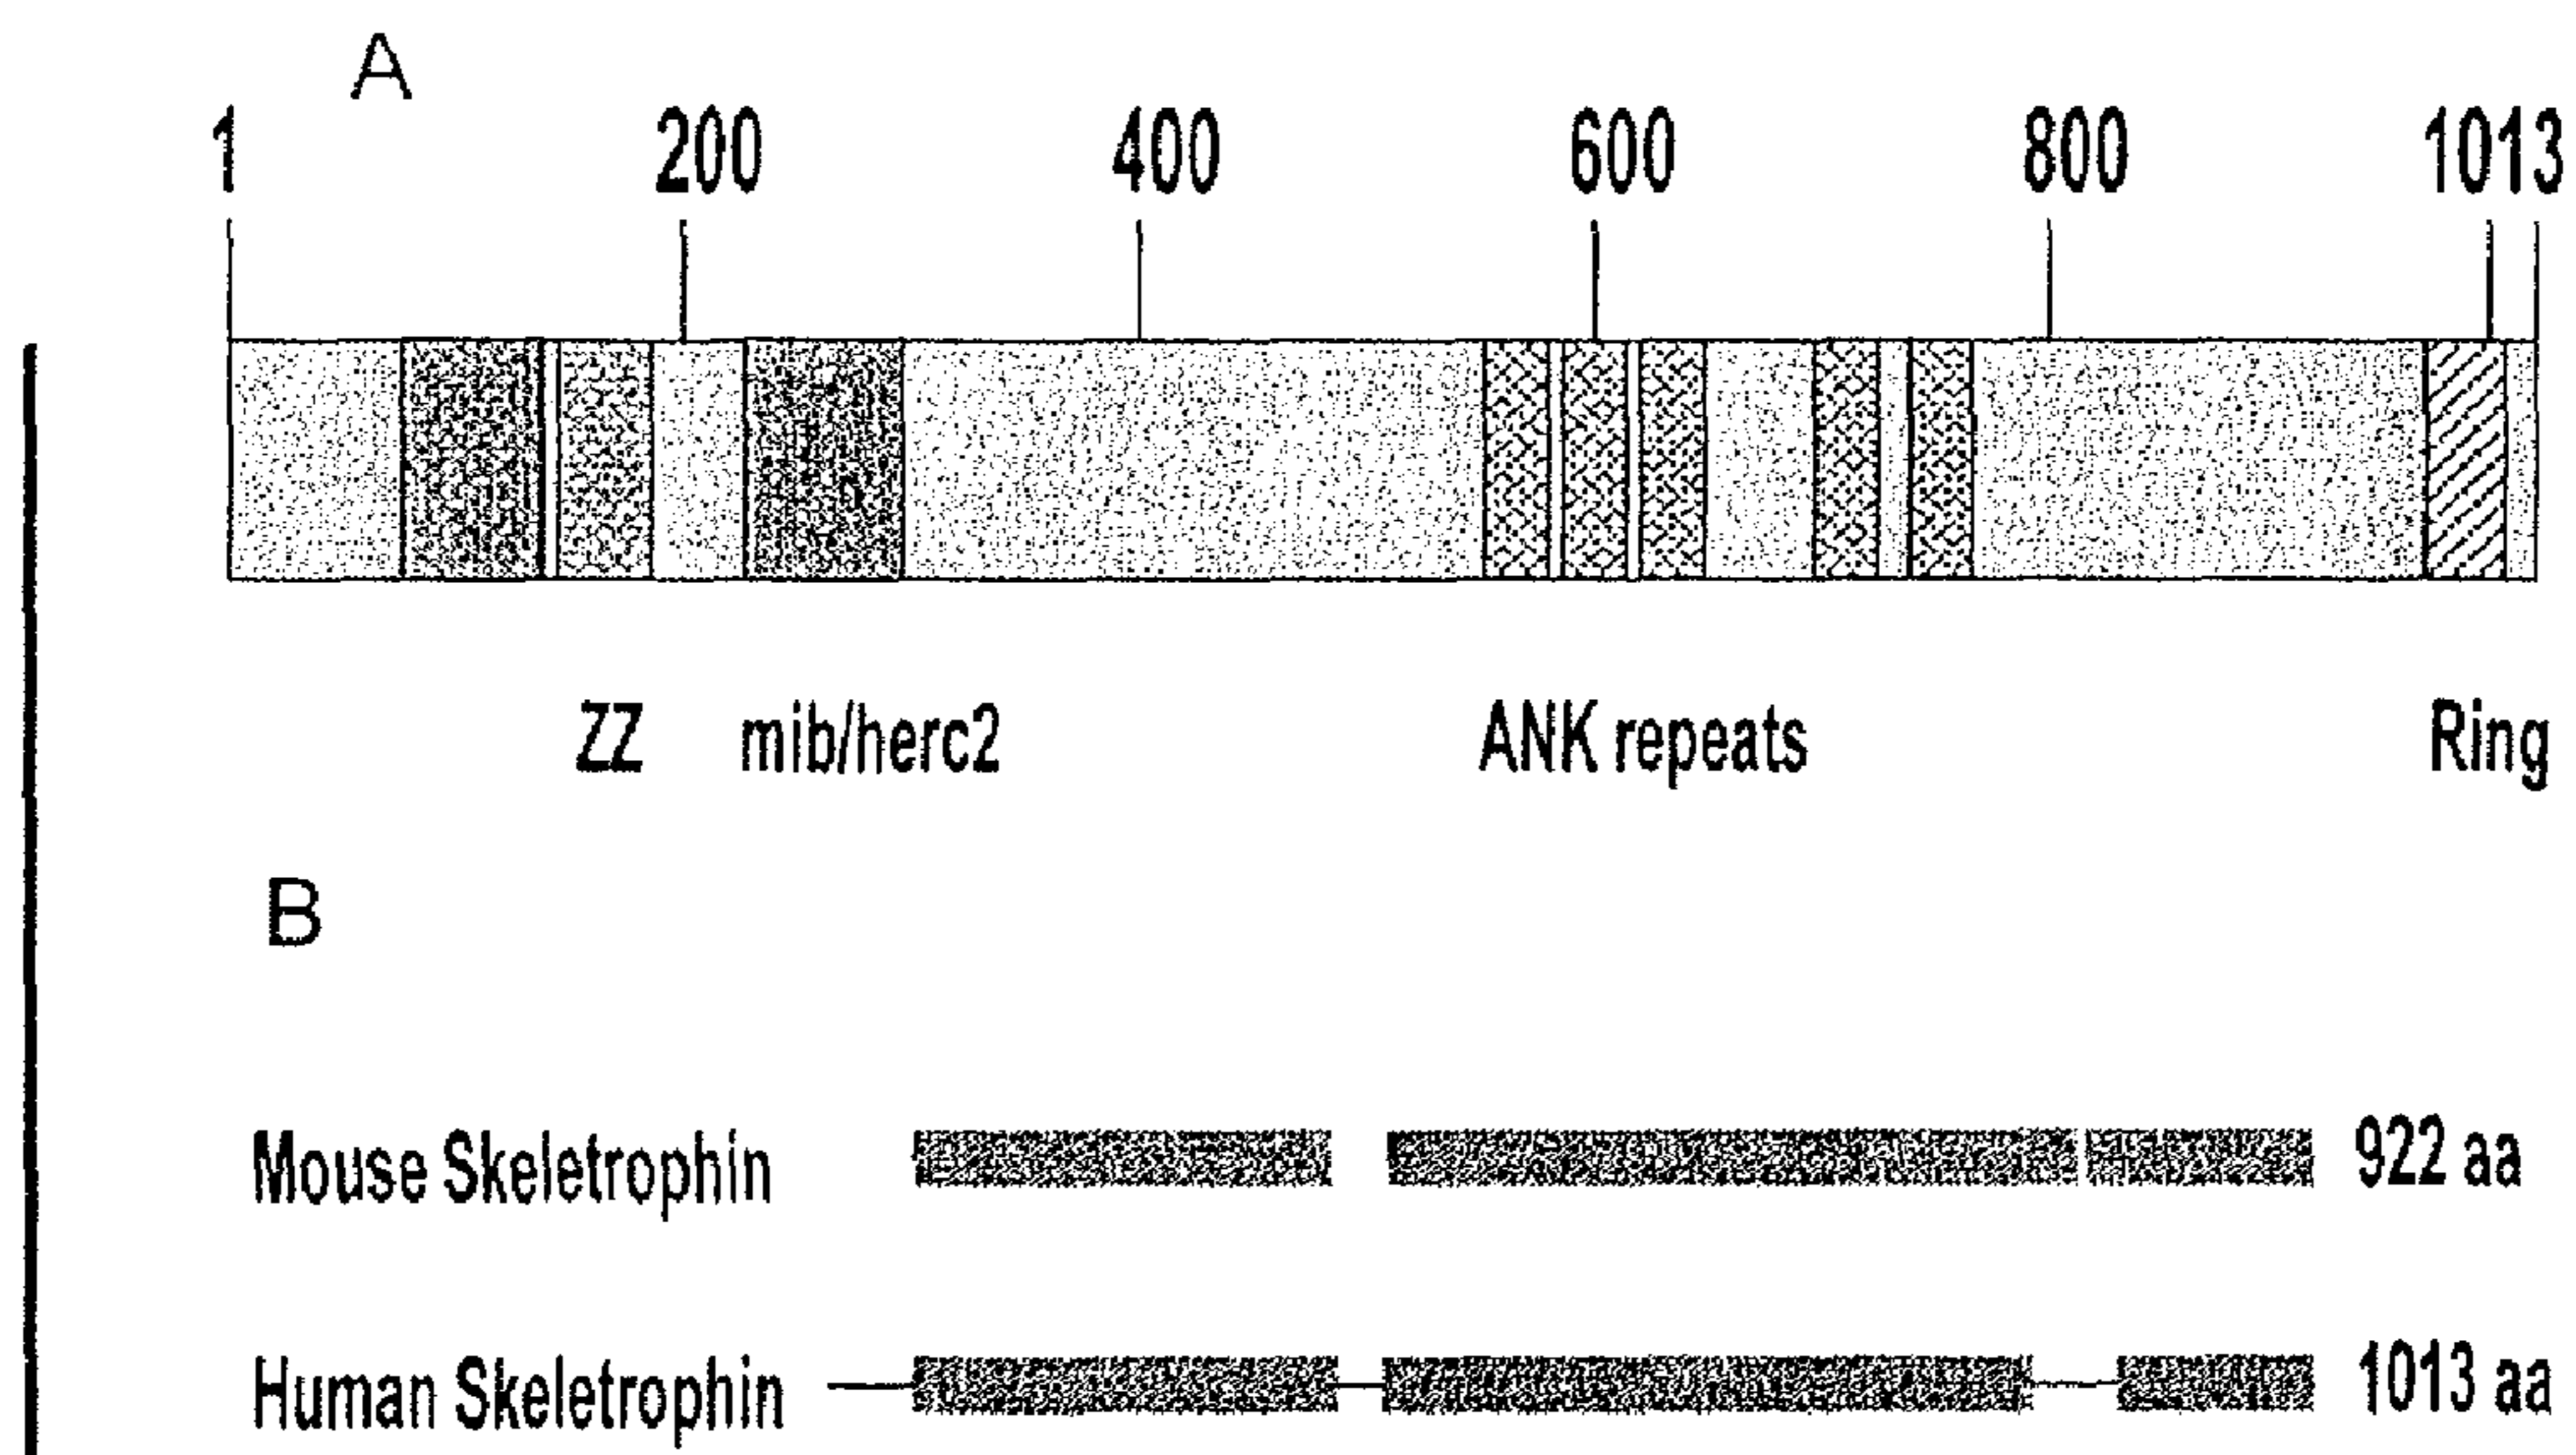 A
1 200 400 600 800 1013
ZZ mib/herc2 ANK repeats Ring
B
Mouse Skeletrophin 922 aa
Human Skeletrophin 1013 aa